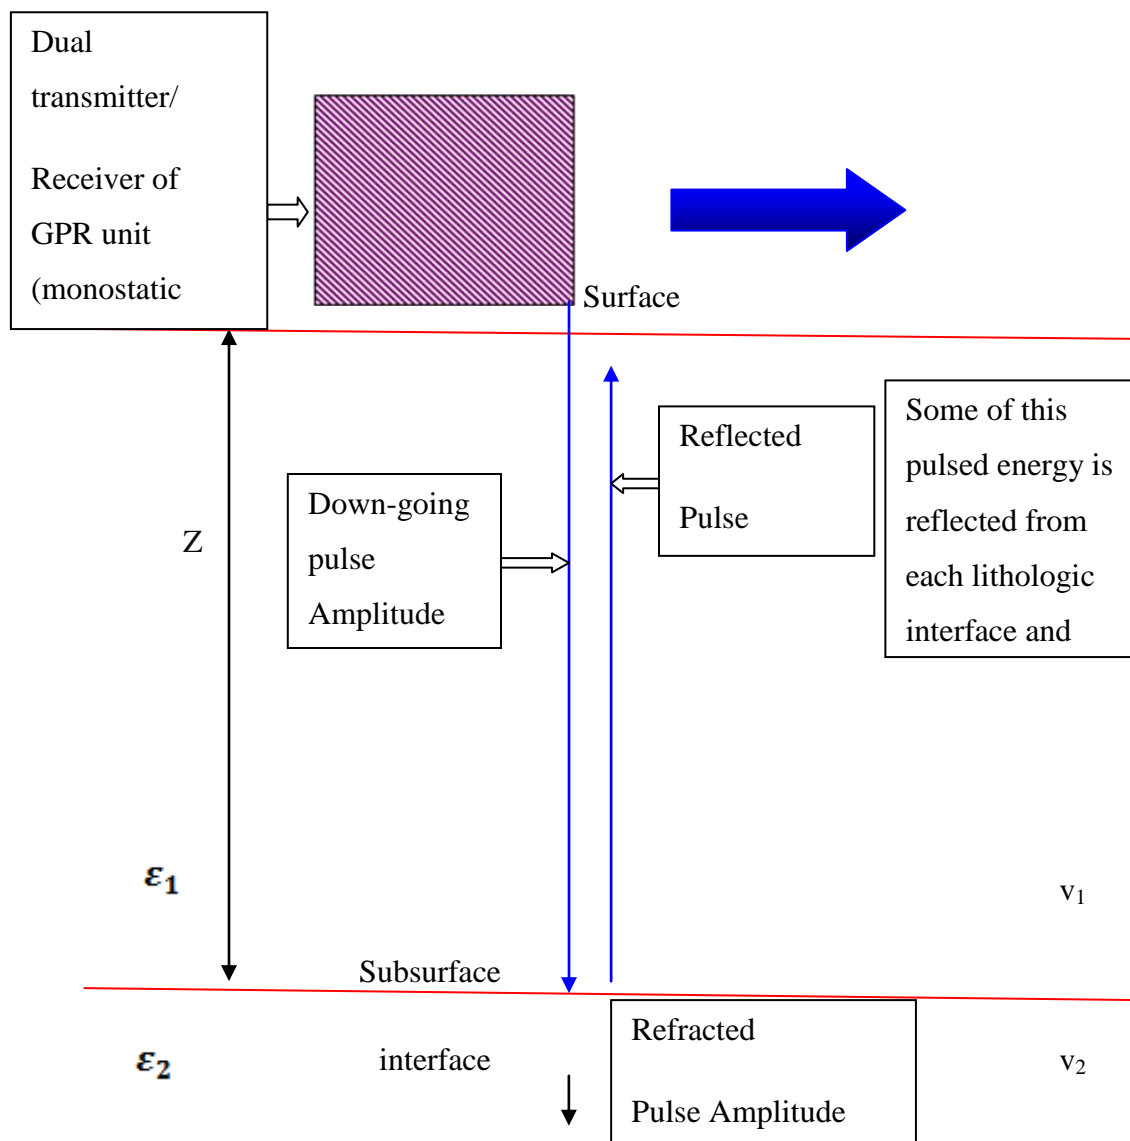 Dual
transmitter/
Receiver of
GPR unit
(monostatic
Surface
Reflected
Pulse
Some of this
pulsed energy is
reflected from
each lithologic
interface and
Down-going
pulse
Amplitude
Z
ε₁
v₁
Subsurface
interface
ε₂
v₂
Refracted
Pulse Amplitude